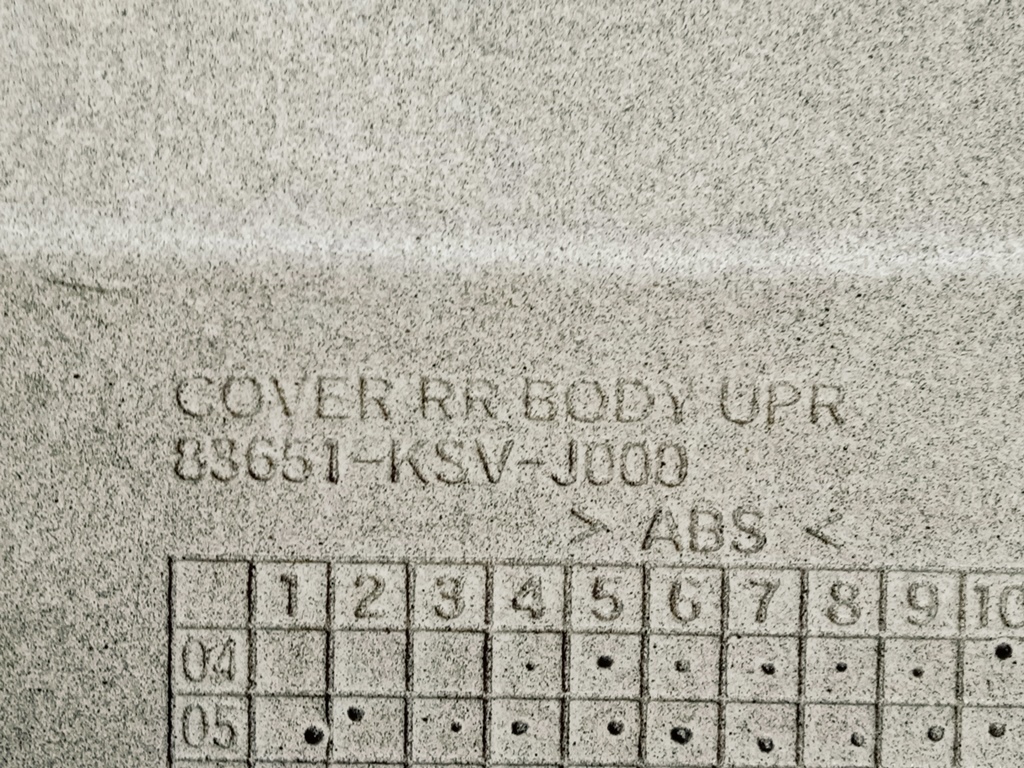 COVER RR BODY UPR
83651-KSV-J000
> ABS <
1 2 3 4 5 6 7 8 9 10
04
05